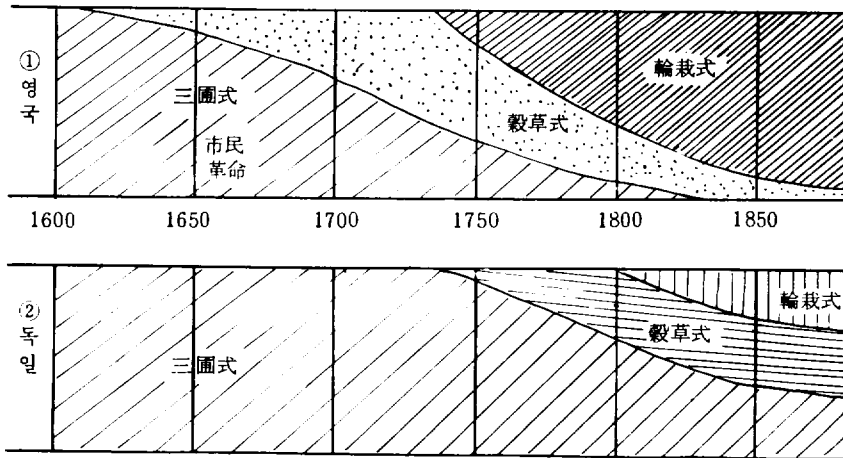 ①
영
국
三圃式
市民
革命
穀草式
輪栽式
1600 1650 1700 1750 1800 1850
②
독
일
三圃式
穀草式
輪栽式